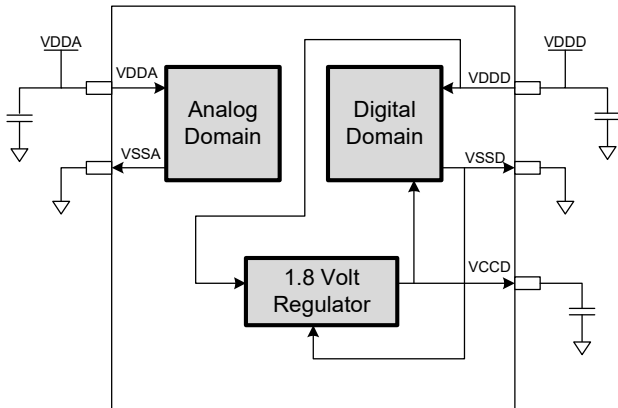 VDDA
VDDD
VDDA
VDDD
Analog
Domain
Digital
Domain
VSSA
VSSD
1.8 Volt
Regulator
VCCD